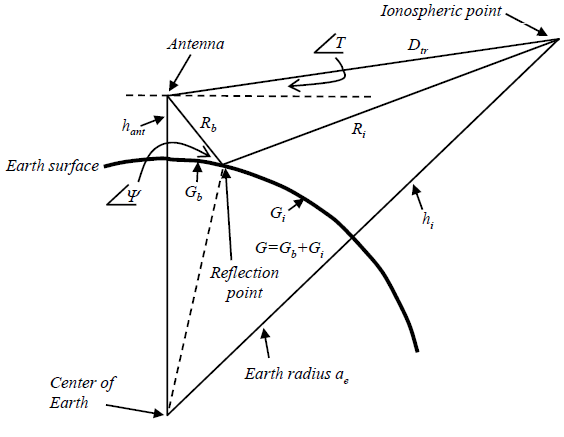 Ionospheric point
Antenna
T
D_tr
h_ant
R_b
R_i
Earth surface
Ψ
G_b
G_i
h_i
G=G_b+G_i
Reflection
point
Center of
Earth
Earth radius a_e